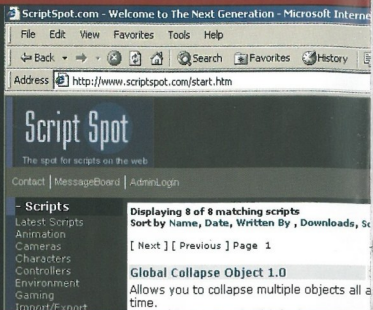 ScriptSpot.com - Welcome to The Next Generation - Microsoft Interne
File Edit View Favorites Tools Help
Back Search Favorites History
Address http://www.scriptspot.com/start.htm
Script Spot
The spot for scripts on the web
Contact | MessageBoard | AdminLogin
- Scripts
Latest Scripts
Animation
Cameras
Characters
Controllers
Environment
Gaming
Import/Export
Displaying 8 of 8 matching scripts
Sort by Name, Date, Written By , Downloads, Sc
[ Next ] [ Previous ] Page 1
Global Collapse Object 1.0
Allows you to collapse multiple objects all a
time.